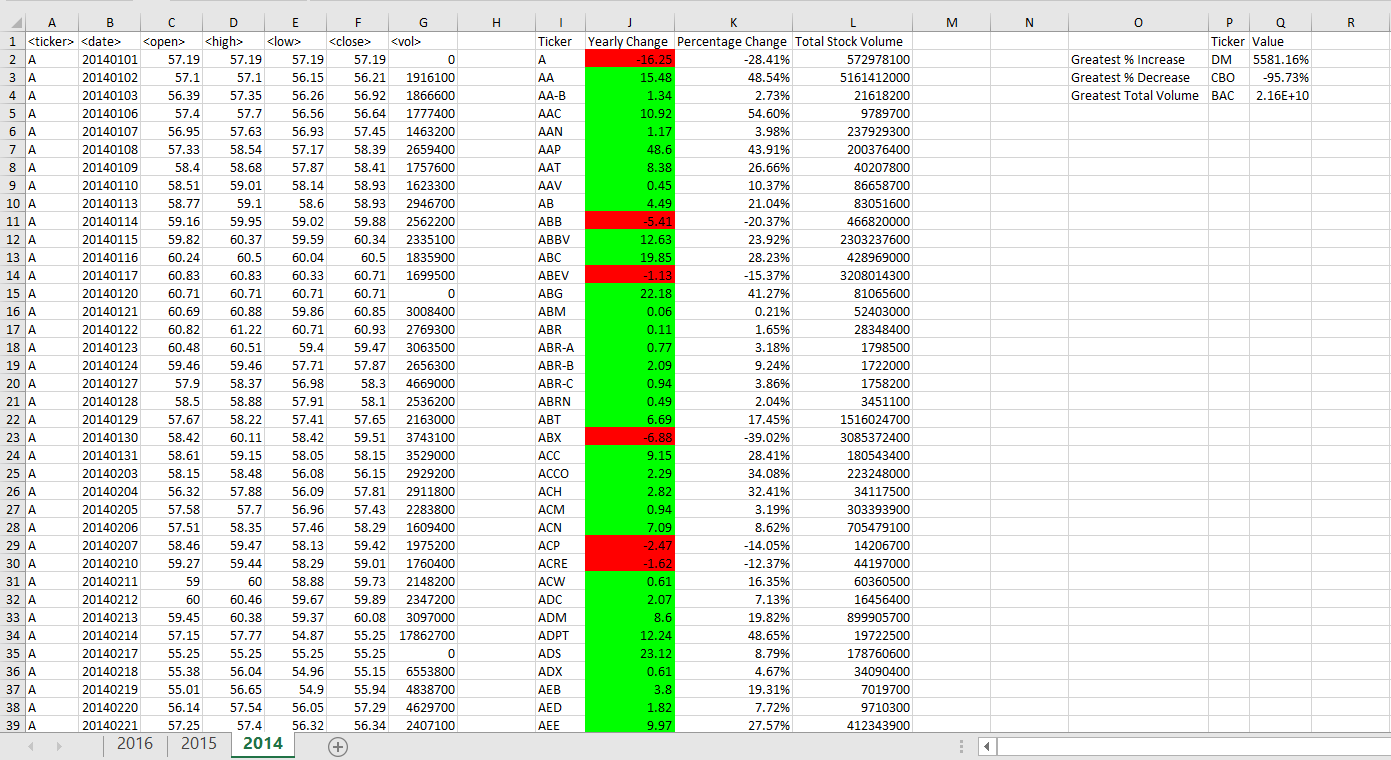 A B C D E F G H I J K L M N O P Q R
1 <ticker> <date> <open> <high> <low> <close> <vol> Ticker Yearly Change Percentage Change Total Stock Volume Ticker Value
2 A 20140101 57.19 57.19 57.19 57.19 0 A -16.25 -28.41% 572978100 Greatest % Increase DM 5581.16%
3 A 20140102 57.1 57.1 56.15 56.21 1916100 AA 15.48 48.54% 5161412000 Greatest % Decrease CBO -95.73%
4 A 20140103 56.39 57.35 56.26 56.92 1866600 AA-B 1.34 2.73% 21618200 Greatest Total Volume BAC 2.16E+10
5 A 20140106 57.4 57.7 56.56 56.64 1777400 AAC 10.92 54.60% 9789700
6 A 20140107 56.95 57.63 56.93 57.45 1463200 AAN 1.17 3.98% 237929300
7 A 20140108 57.33 58.54 57.17 58.39 2659400 AAP 48.6 43.91% 200376400
8 A 20140109 58.4 58.68 57.87 58.41 1757600 AAT 8.38 26.66% 40207800
9 A 20140110 58.51 59.01 58.14 58.93 1623300 AAV 0.45 10.37% 86658700
10 A 20140113 58.77 59.1 58.6 58.93 2946700 AB 4.49 21.04% 83051600
11 A 20140114 59.16 59.95 59.02 59.88 2562200 ABB -5.41 -20.37% 466820000
12 A 20140115 59.82 60.37 59.59 60.34 2335100 ABBV 12.63 23.92% 2303237600
13 A 20140116 60.24 60.5 60.04 60.5 1835900 ABC 19.85 28.23% 428969000
14 A 20140117 60.83 60.83 60.33 60.71 1699500 ABEV -1.13 -15.37% 3208014300
15 A 20140120 60.71 60.71 60.71 60.71 0 ABG 22.18 41.27% 81065600
16 A 20140121 60.69 60.88 59.86 60.85 3008400 ABM 0.06 0.21% 52403000
17 A 20140122 60.82 61.22 60.71 60.93 2769300 ABR 0.11 1.65% 28348400
18 A 20140123 60.48 60.51 59.4 59.47 3063500 ABR-A 0.77 3.18% 1798500
19 A 20140124 59.46 59.46 57.71 57.87 2656300 ABR-B 2.09 9.24% 1722000
20 A 20140127 57.9 58.37 56.98 58.3 4669000 ABR-C 0.94 3.86% 1758200
21 A 20140128 58.5 58.88 57.91 58.1 2536200 ABRN 0.49 2.04% 3451100
22 A 20140129 57.67 58.22 57.41 57.65 2163000 ABT 6.69 17.45% 1516024700
23 A 20140130 58.42 60.11 58.42 59.51 3743100 ABX -6.88 -39.02% 3085372400
24 A 20140131 58.61 59.15 58.05 58.15 3529000 ACC 9.15 28.41% 180543400
25 A 20140203 58.15 58.48 56.08 56.15 2929200 ACCO 2.29 34.08% 223248000
26 A 20140204 56.32 57.88 56.09 57.81 2911800 ACH 2.82 32.41% 34117500
27 A 20140205 57.58 57.7 56.96 57.43 2283800 ACM 0.94 3.19% 303393900
28 A 20140206 57.51 58.35 57.46 58.29 1609400 ACN 7.09 8.62% 705479100
29 A 20140207 58.46 59.47 58.13 59.42 1975200 ACP -2.47 -14.05% 14206700
30 A 20140210 59.27 59.44 58.29 59.01 1760400 ACRE -1.62 -12.37% 44197000
31 A 20140211 59 60 58.88 59.73 2148200 ACW 0.61 16.35% 60360500
32 A 20140212 60 60.46 59.67 59.89 2347200 ADC 2.07 7.13% 16456400
33 A 20140213 59.45 60.38 59.37 60.08 3097000 ADM 8.6 19.82% 899905700
34 A 20140214 57.15 57.77 54.87 55.25 17862700 ADPT 12.24 48.65% 19722500
35 A 20140217 55.25 55.25 55.25 55.25 0 ADS 23.12 8.79% 178760600
36 A 20140218 55.38 56.04 54.96 55.15 6553800 ADX 0.61 4.67% 34090400
37 A 20140219 55.01 56.65 54.9 55.94 4838700 AEB 3.8 19.31% 7019700
38 A 20140220 56.14 57.54 56.05 57.29 4629700 AED 1.82 7.72% 9710300
39 A 20140221 57.25 57.4 56.32 56.34 2407100 AEE 9.97 27.57% 412343900
2016 2015 2014